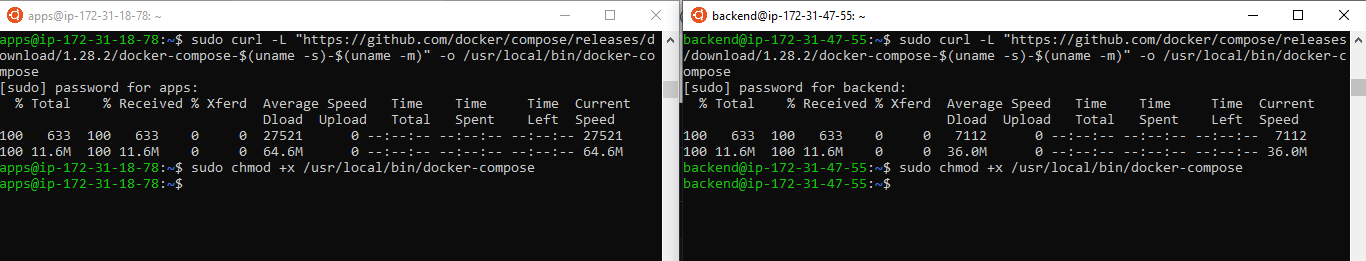 apps@ip-172-31-18-78: ~
apps@ip-172-31-18-78:~$ sudo curl -L "https://github.com/docker/compose/releases/d
ownload/1.28.2/docker-compose-$(uname -s)-$(uname -m)" -o /usr/local/bin/docker-co
mpose
[sudo] password for apps:
  % Total    % Received % Xferd  Average Speed   Time    Time     Time  Current
                                 Dload  Upload   Total   Spent    Left  Speed
100   633  100   633    0     0  27521      0 --:--:-- --:--:-- --:--:-- 27521
100 11.6M  100 11.6M    0     0  64.6M      0 --:--:-- --:--:-- --:--:-- 64.6M
apps@ip-172-31-18-78:~$ sudo chmod +x /usr/local/bin/docker-compose
apps@ip-172-31-18-78:~$
backend@ip-172-31-47-55: ~
backend@ip-172-31-47-55:~$ sudo curl -L "https://github.com/docker/compose/releases
/download/1.28.2/docker-compose-$(uname -s)-$(uname -m)" -o /usr/local/bin/docker-c
ompose
[sudo] password for backend:
  % Total    % Received % Xferd  Average Speed   Time    Time     Time  Current
                                 Dload  Upload   Total   Spent    Left  Speed
100   633  100   633    0     0   7112      0 --:--:-- --:--:-- --:--:--  7112
100 11.6M  100 11.6M    0     0  36.0M      0 --:--:-- --:--:-- --:--:-- 36.0M
backend@ip-172-31-47-55:~$ sudo chmod +x /usr/local/bin/docker-compose
backend@ip-172-31-47-55:~$